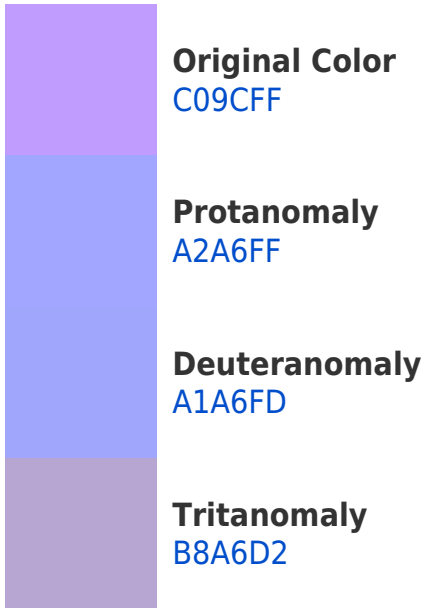 Original Color
C09CFF
Protanomaly
A2A6FF
Deuteranomaly
A1A6FD
Tritanomaly
B8A6D2